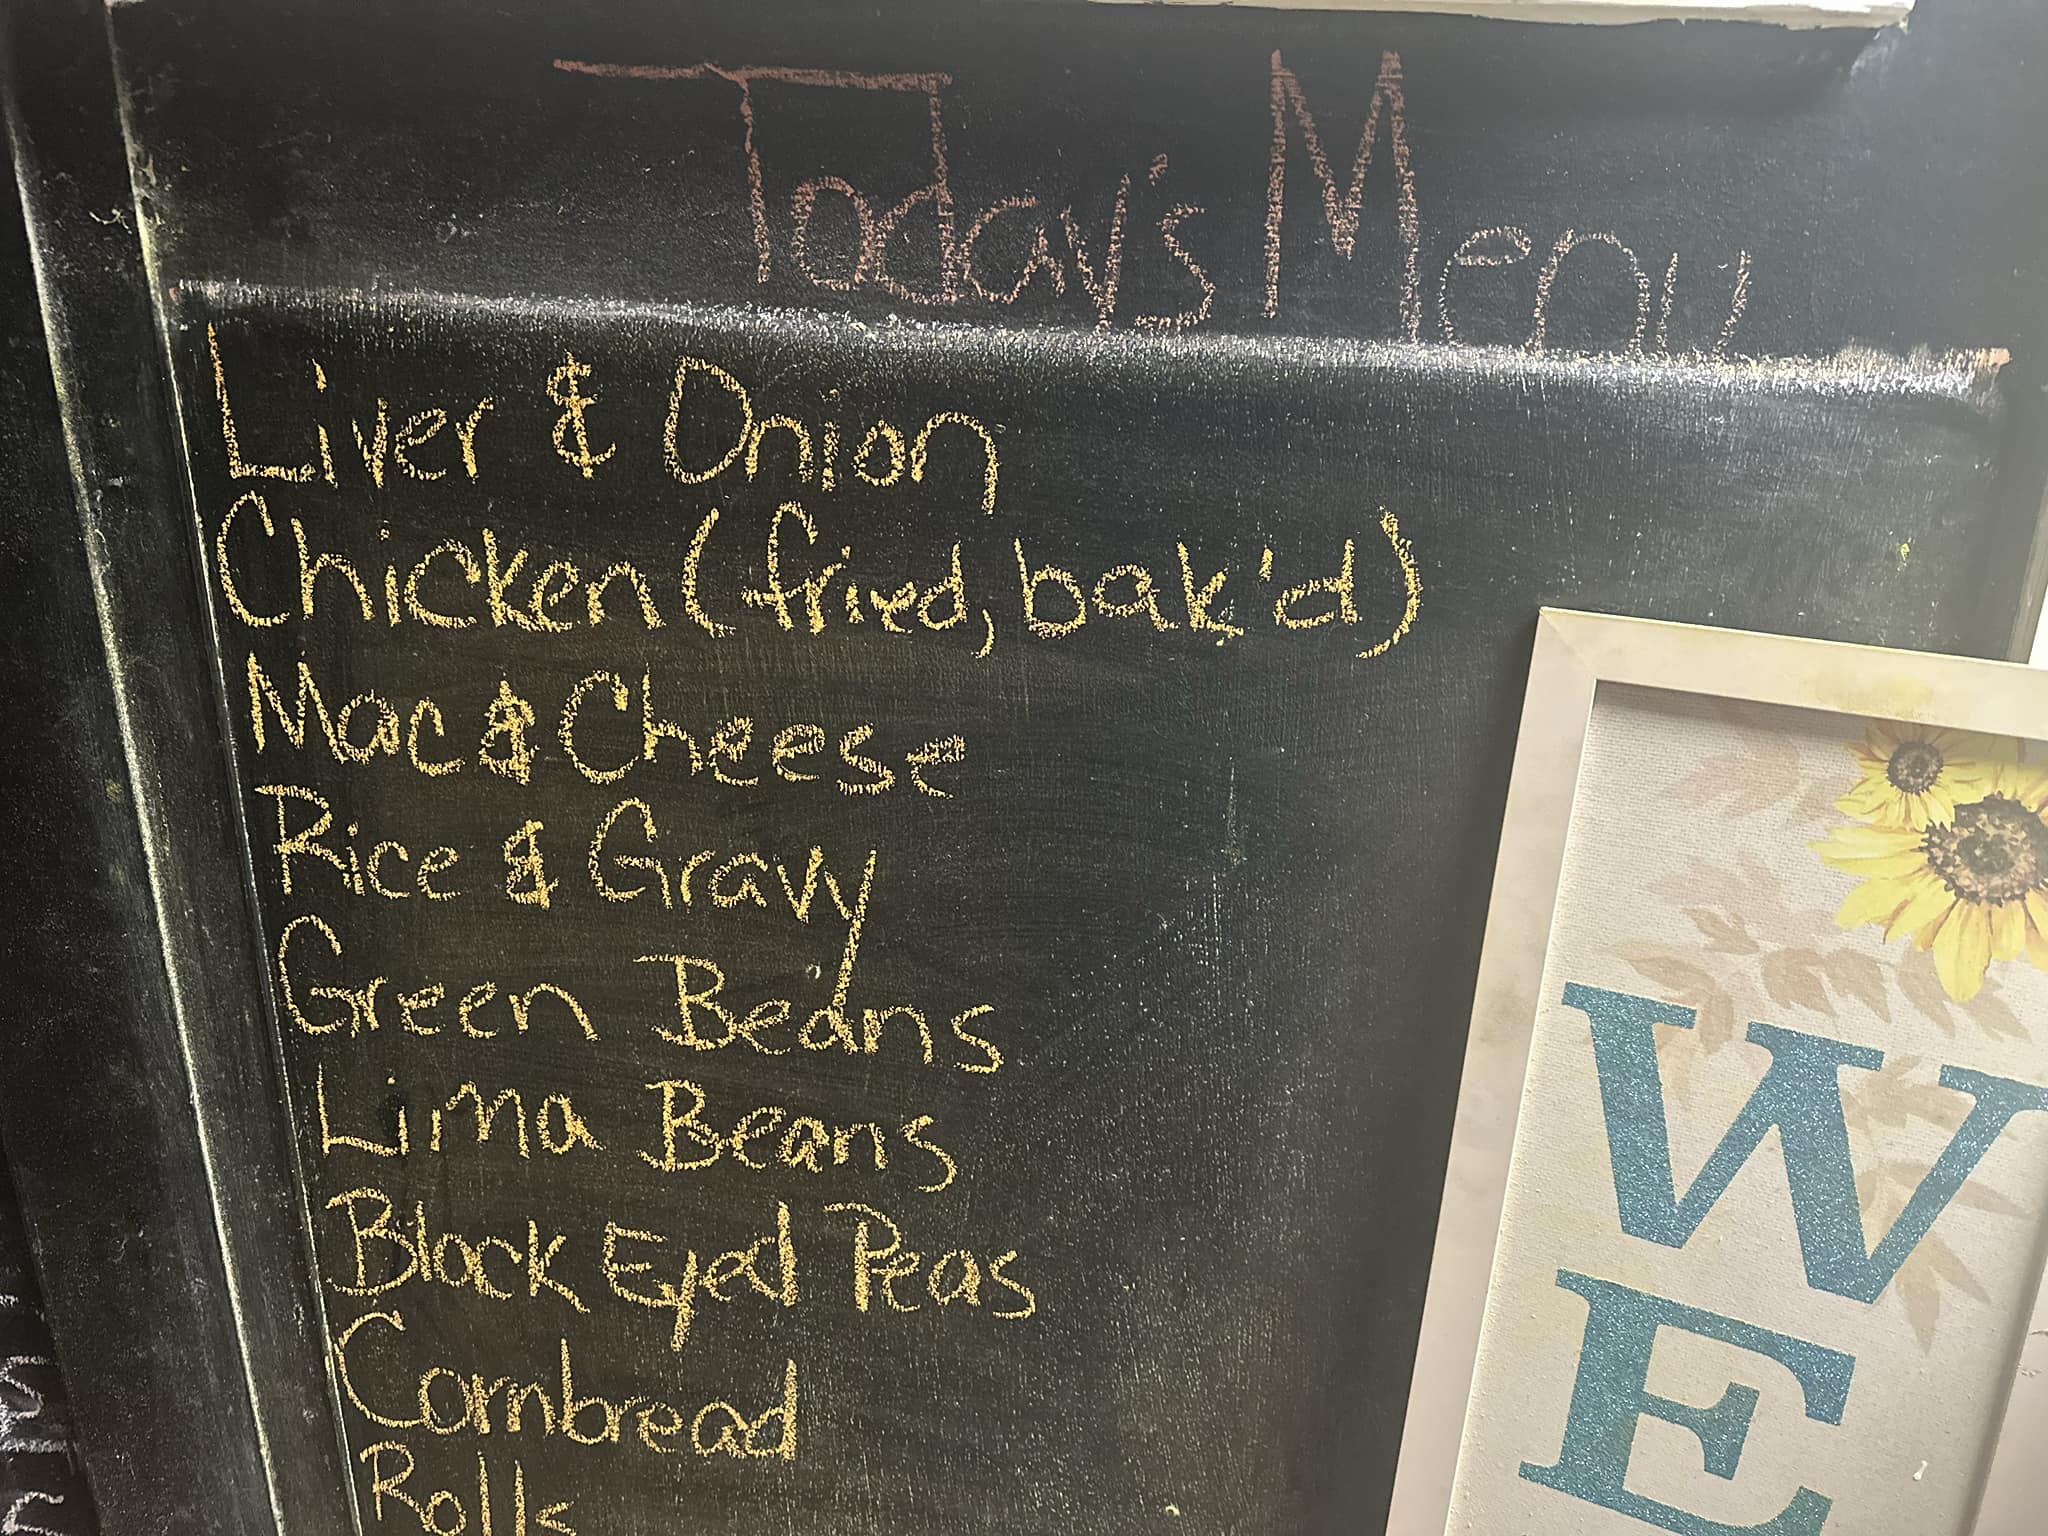 Today's Menu
Liver & Onion
Chicken (fried, bak'd)
Mac & Cheese
Rice & Gravy
Green Beans
Lima Beans
Black Eyed Peas
Cornbread
Rolls
W
E